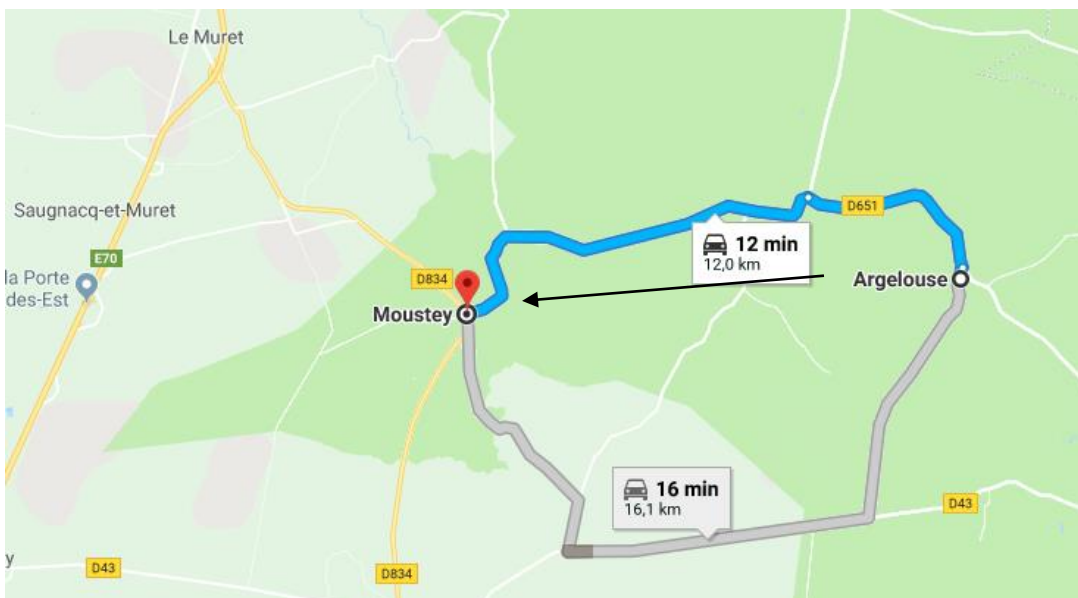 Le Muret
Saugnacq-et-Muret
E70
la Porte
des-Est
D834
Moustey
D651
12 min
12,0 km
Argelouse
16 min
16,1 km
D43
y
D43
D834